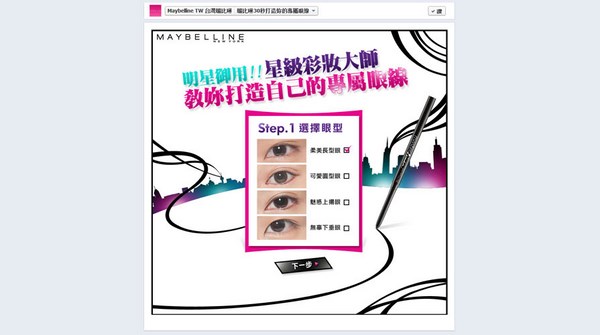 Maybelline TW 台灣媚比琳
媚比琳30秒打造妳的專屬眼線
讚
MAYBELLINE
NEW YORK
明星御用!!星級彩妝大師
教妳打造自己的專屬眼線
Step.1 選擇眼型
柔美長型眼
可愛圓型眼
魅惑上揚眼
無辜下垂眼
下一步